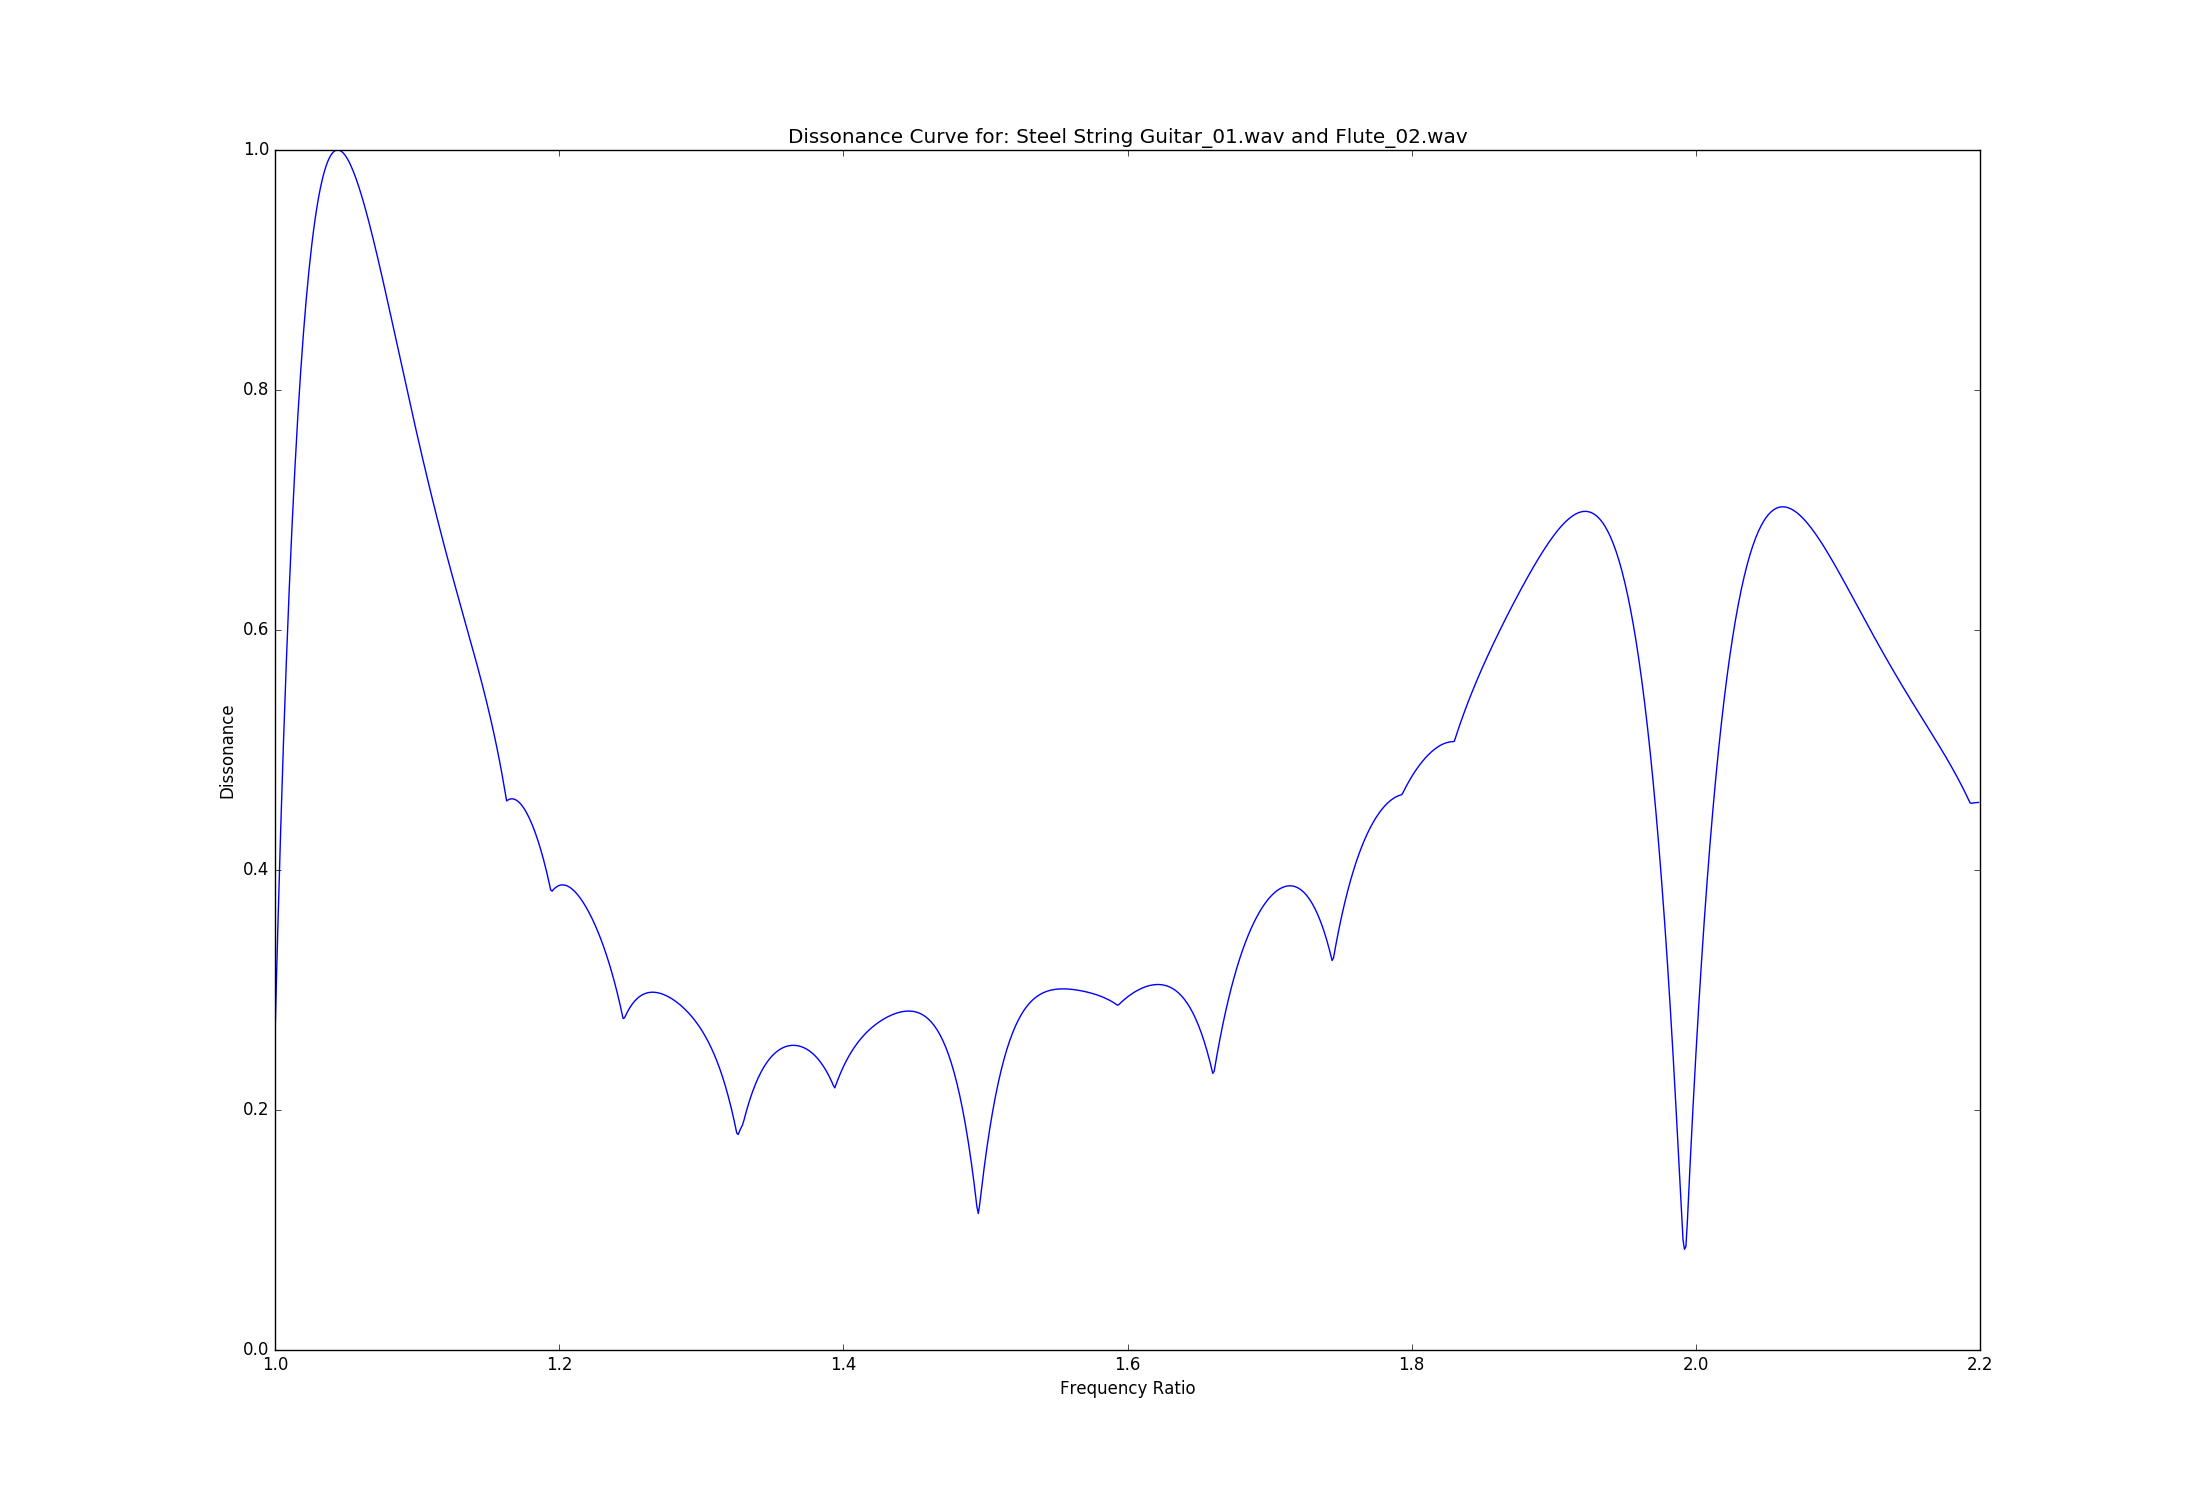 Dissonance Curve for: Steel String Guitar_01.wav and Flute_02.wav
1.0
0.8
0.6
0.4
0.2
0.0
Dissonance
1.0 1.2 1.4 1.6 1.8 2.0 2.2
Frequency Ratio